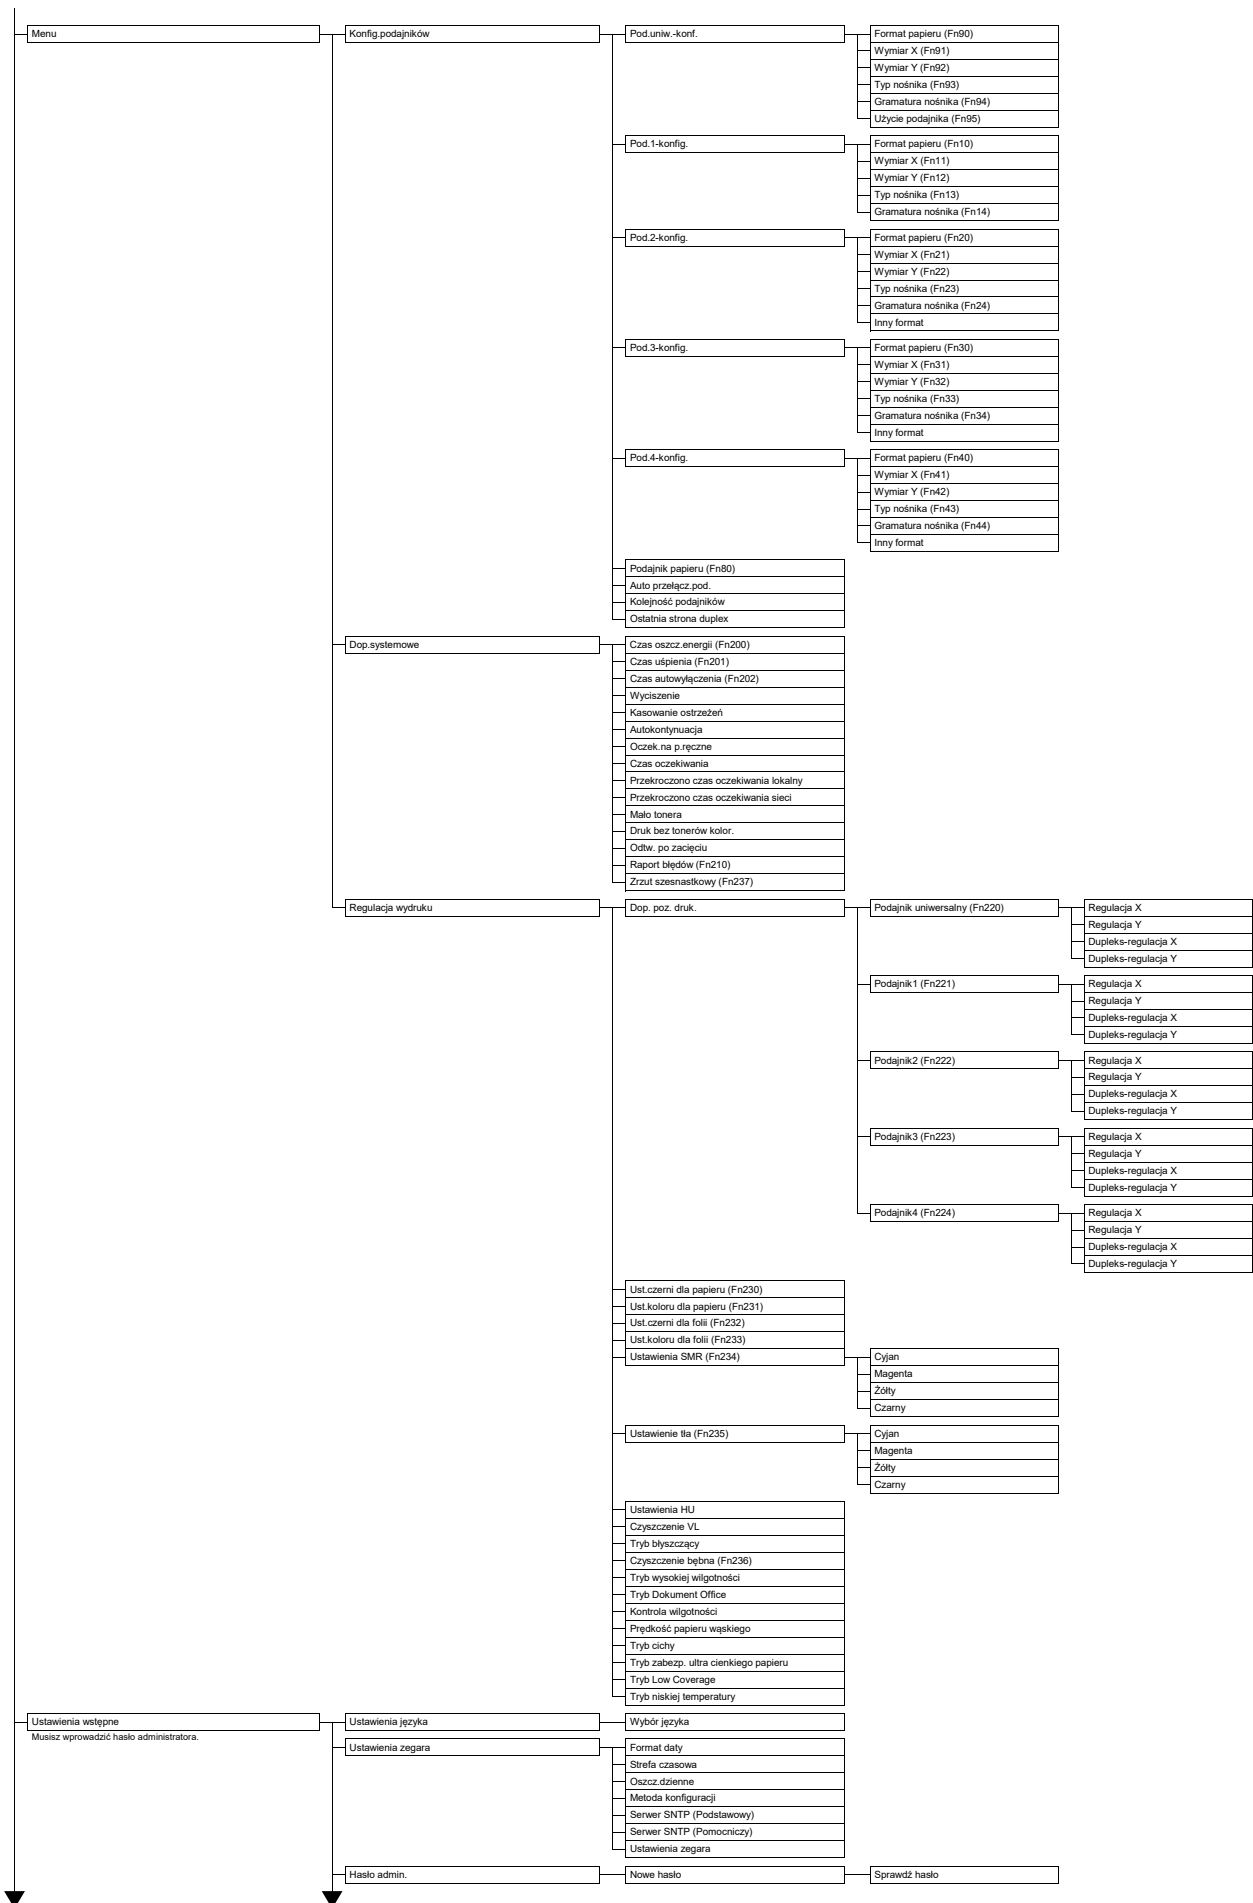 Menu
Konfig.podajników
Pod.uniw.-konf.
Format papieru (Fn90)
Wymiar X (Fn91)
Wymiar Y (Fn92)
Typ nośnika (Fn93)
Gramatura nośnika (Fn94)
Użycie podajnika (Fn95)
Pod.1-konfig.
Format papieru (Fn10)
Wymiar X (Fn11)
Wymiar Y (Fn12)
Typ nośnika (Fn13)
Gramatura nośnika (Fn14)
Pod.2-konfig.
Format papieru (Fn20)
Wymiar X (Fn21)
Wymiar Y (Fn22)
Typ nośnika (Fn23)
Gramatura nośnika (Fn24)
Inny format
Pod.3-konfig.
Format papieru (Fn30)
Wymiar X (Fn31)
Wymiar Y (Fn32)
Typ nośnika (Fn33)
Gramatura nośnika (Fn34)
Inny format
Pod.4-konfig.
Format papieru (Fn40)
Wymiar X (Fn41)
Wymiar Y (Fn42)
Typ nośnika (Fn43)
Gramatura nośnika (Fn44)
Inny format
Podajnik papieru (Fn80)
Auto przełącz.pod.
Kolejność podajników
Ostatnia strona duplex
Dop.systemowe
Czas oszcz.energii (Fn200)
Czas uśpienia (Fn201)
Czas autowyłączenia (Fn202)
Wyciszenie
Kasowanie ostrzeżeń
Autokontynuacja
Oczek.na p.ręczne
Czas oczekiwania
Przekroczono czas oczekiwania lokalny
Przekroczono czas oczekiwania sieci
Mało tonera
Druk bez tonerów kolor.
Odtw. po zacięciu
Raport błędów (Fn210)
Zrzut szesnastkowy (Fn237)
Regulacja wydruku
Dop. poz. druk.
Podajnik uniwersalny (Fn220)
Regulacja X
Regulacja Y
Dupleks-regulacja X
Dupleks-regulacja Y
Podajnik1 (Fn221)
Regulacja X
Regulacja Y
Dupleks-regulacja X
Dupleks-regulacja Y
Podajnik2 (Fn222)
Regulacja X
Regulacja Y
Dupleks-regulacja X
Dupleks-regulacja Y
Podajnik3 (Fn223)
Regulacja X
Regulacja Y
Dupleks-regulacja X
Dupleks-regulacja Y
Podajnik4 (Fn224)
Regulacja X
Regulacja Y
Dupleks-regulacja X
Dupleks-regulacja Y
Ust.czerni dla papieru (Fn230)
Ust.koloru dla papieru (Fn231)
Ust.czerni dla folii (Fn232)
Ust.koloru dla folii (Fn233)
Ustawienia SMR (Fn234)
Cyjan
Magenta
Żółty
Czarny
Ustawienie tła (Fn235)
Cyjan
Magenta
Żółty
Czarny
Ustawienia HU
Czyszczenie VL
Tryb błyszczący
Czyszczenie bębna (Fn236)
Tryb wysokiej wilgotności
Tryb Dokument Office
Kontrola wilgotności
Prędkość papieru wąskiego
Tryb cichy
Tryb zabezp. ultra cienkiego papieru
Tryb Low Coverage
Tryb niskiej temperatury
Ustawienia wstępne
Musisz wprowadzić hasło administratora.
Ustawienia języka
Wybór języka
Ustawienia zegara
Format daty
Strefa czasowa
Oszcz.dzienne
Metoda konfiguracji
Serwer SNTP (Podstawowy)
Serwer SNTP (Pomocniczy)
Ustawienia zegara
Hasło admin.
Nowe hasło
Sprawdź hasło